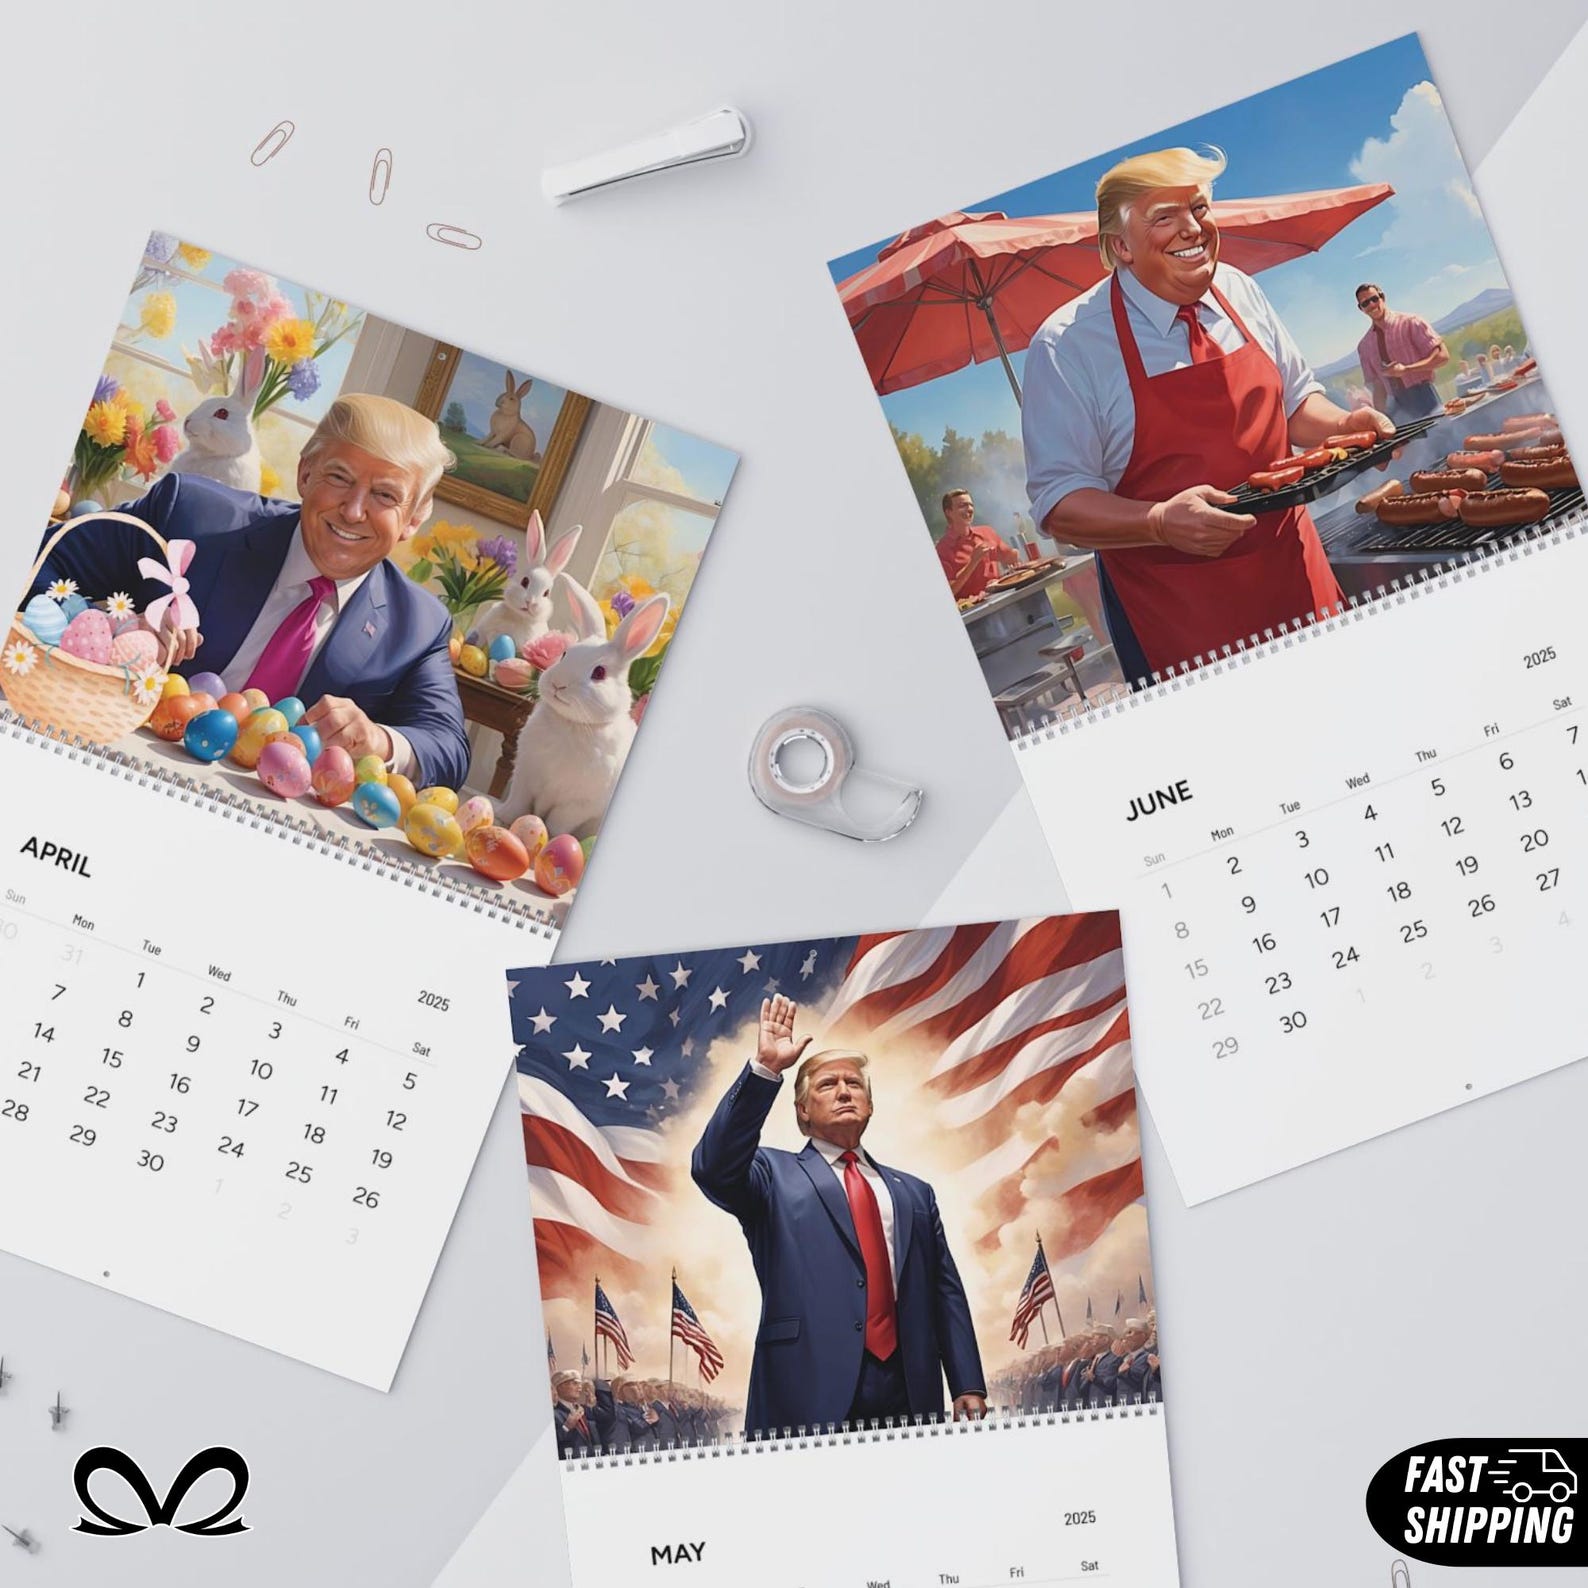 APRIL
2025
Sun Mon Tue Wed Thu Fri Sat
31 1 2 3 4 5
7 8 9 10 11 12
14 15 16 17 18 19
21 22 23 24 25 26
28 29 30 1 2 3
2025
JUNE
Sun Mon Tue Wed Thu Fri Sat
1 2 3 4 5 6 7
8 9 10 11 12 13
15 16 17 18 19 20
22 23 24 25 26 27
29 30 1 2 3 4
2025
MAY
Wed Thu Fri Sat
FAST
SHIPPING